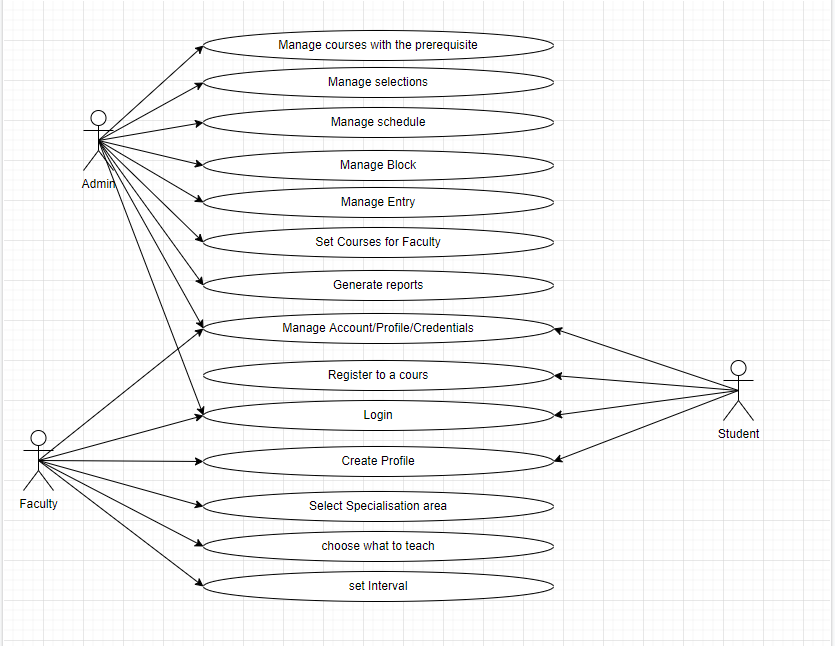 Manage courses with the prerequisite
Manage selections
Manage schedule
Manage Block
Admin
Manage Entry
Set Courses for Faculty
Generate reports
Manage Account/Profile/Credentials
Register to a cours
Login
Student
Create Profile
Faculty
Select Specialisation area
choose what to teach
set Interval